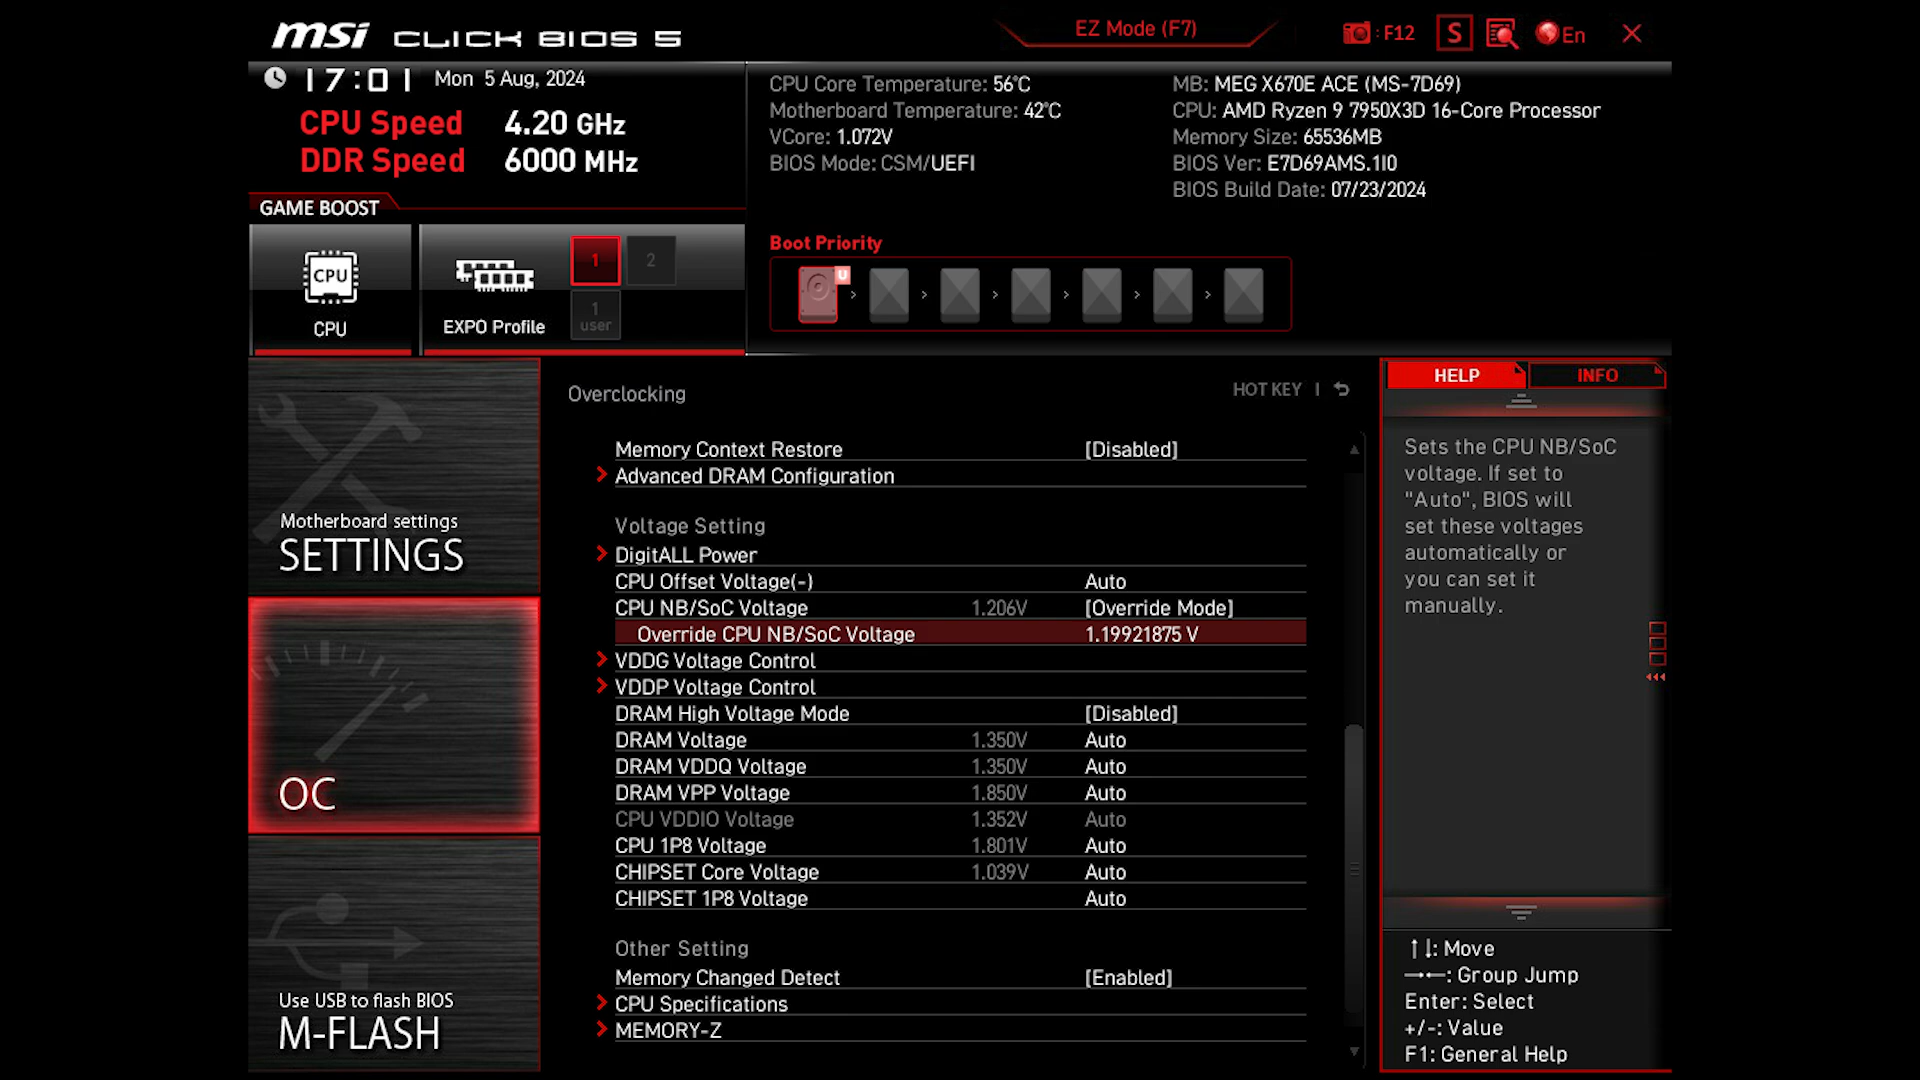 msi CLICK BIOS 5
EZ Mode (F7)
: F12
S
En
17:01 Mon 5 Aug, 2024
CPU Speed 4.20 GHz
DDR Speed 6000 MHz
CPU Core Temperature: 56°C
Motherboard Temperature: 42°C
VCore: 1.072V
BIOS Mode: CSM/UEFI
MB: MEG X670E ACE (MS-7D69)
CPU: AMD Ryzen 9 7950X3D 16-Core Processor
Memory Size: 65536MB
BIOS Ver: E7D69AMS.1I0
BIOS Build Date: 07/23/2024
GAME BOOST
CPU
CPU
EXPO Profile
1
2
1
user
Boot Priority
U
Motherboard settings
SETTINGS
OC
Use USB to flash BIOS
M-FLASH
Overclocking
HOT KEY |
Memory Context Restore [Disabled]
> Advanced DRAM Configuration
Voltage Setting
> DigitALL Power
CPU Offset Voltage(-) Auto
CPU NB/SoC Voltage 1.206V [Override Mode]
Override CPU NB/SoC Voltage 1.19921875 V
> VDDG Voltage Control
> VDDP Voltage Control
DRAM High Voltage Mode [Disabled]
DRAM Voltage 1.350V Auto
DRAM VDDQ Voltage 1.350V Auto
DRAM VPP Voltage 1.850V Auto
CPU VDDIO Voltage 1.352V Auto
CPU 1P8 Voltage 1.801V Auto
CHIPSET Core Voltage 1.039V Auto
CHIPSET 1P8 Voltage Auto
Other Setting
Memory Changed Detect [Enabled]
> CPU Specifications
> MEMORY-Z
HELP
INFO
Sets the CPU NB/SoC
voltage. If set to
"Auto", BIOS will
set these voltages
automatically or
you can set it
manually.
↑↓: Move
→←: Group Jump
Enter: Select
+/-: Value
F1: General Help